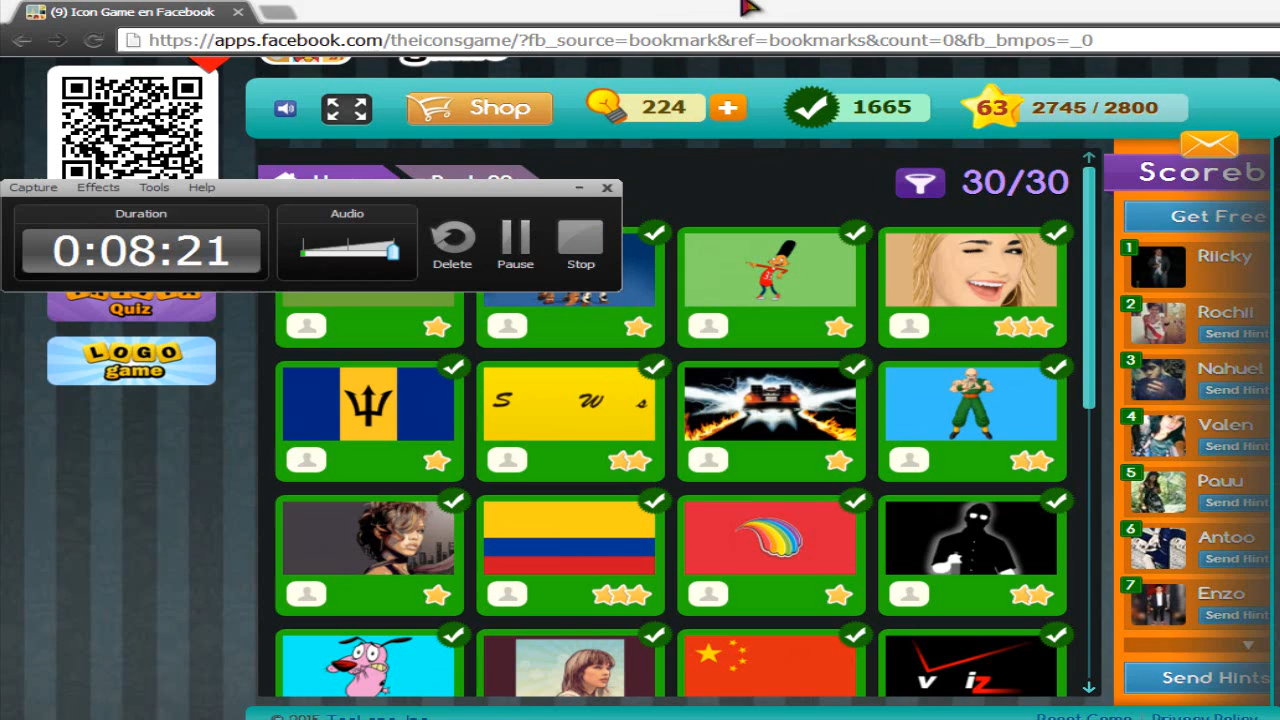 (9) Icon Game en Facebook
https://apps.facebook.com/theiconsgame/?fb_source=bookmark&ref=bookmarks&count=0&fb_bmpos=_0
Shop
224
1665
63
2745 / 2800
Capture Effects Tools Help
Duration
Audio
0:08:21
Delete
Pause
Stop
30/30
Scoreb
Get Free
1
Rlicky
2
Rochii
Send Hint
3
Nahuel
Send Hint
4
Valen
Send Hint
5
Pauu
Send Hint
6
Antoo
Send Hint
7
Enzo
Send Hint
Send Hints
Quiz
LOGO
game
S w s
v iz